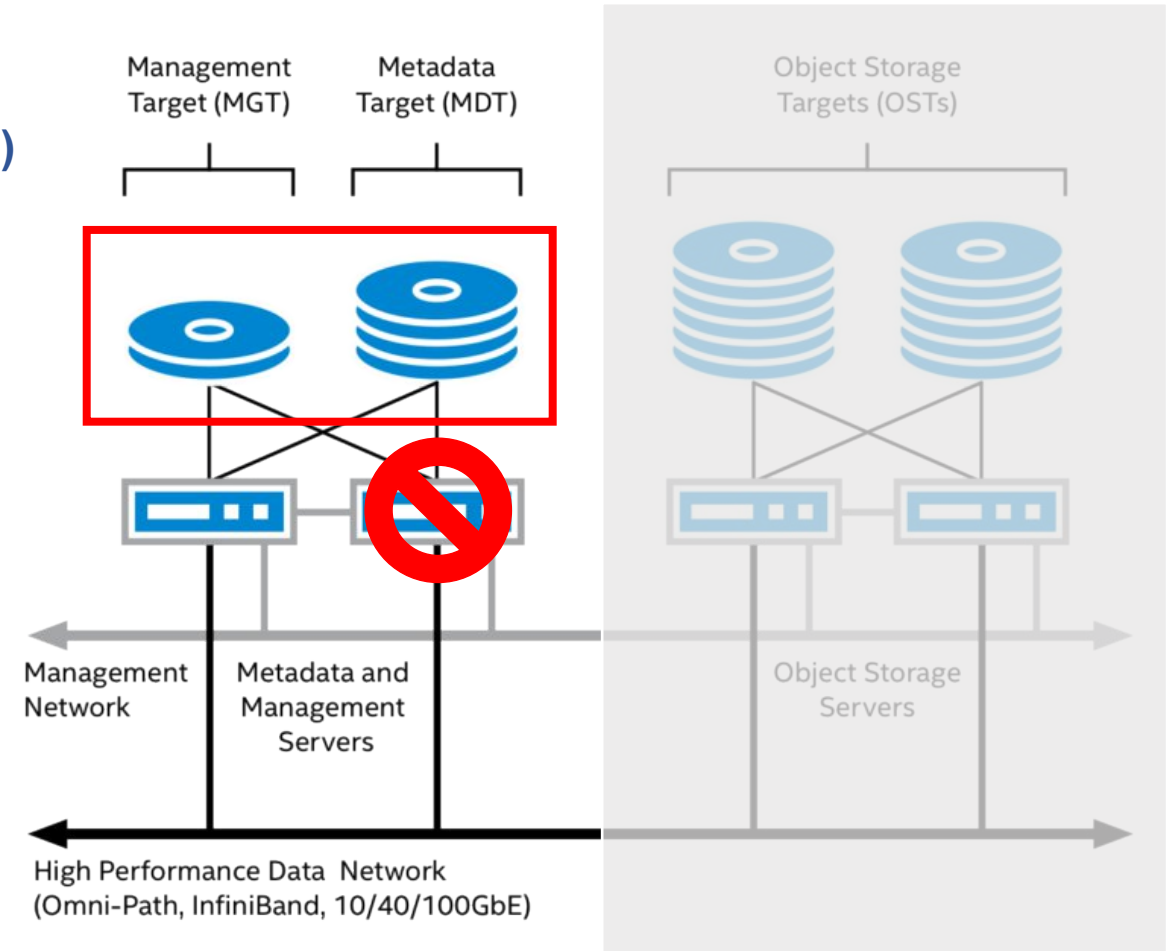 Management
Target (MGT)
Metadata
Target (MDT)
Object Storage
Targets (OSTs)
)
Management
Network
Metadata and
Management
Servers
Object Storage
Servers
High Performance Data Network
(Omni-Path, InfiniBand, 10/40/100GbE)